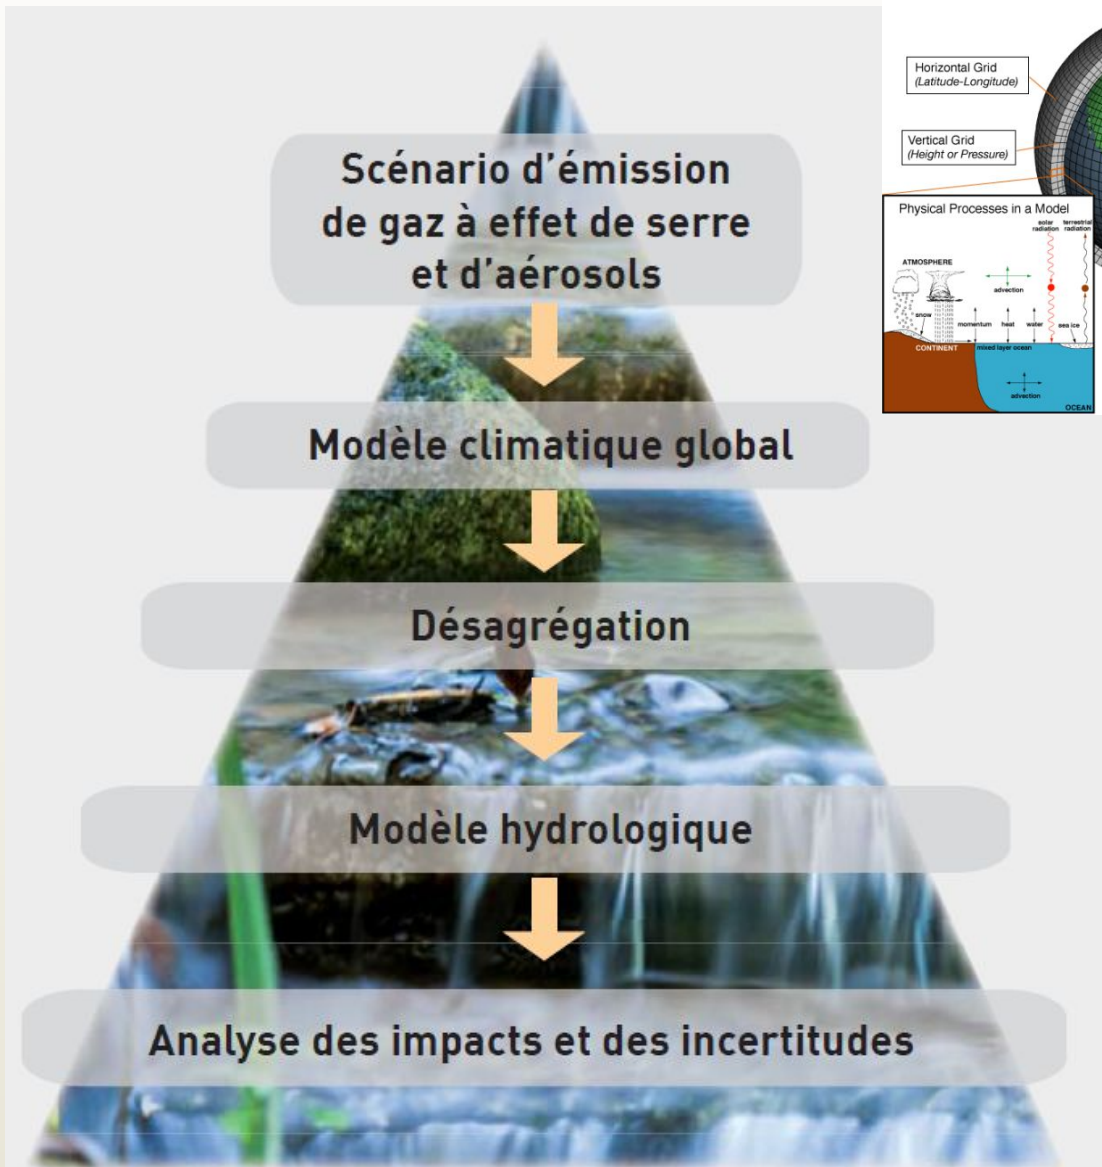 Scénario d'émission
de gaz à effet de serre
et d'aérosols
Modèle climatique global
Désagrégation
Modèle hydrologique
Analyse des impacts et des incertitudes
Horizontal Grid
(Latitude-Longitude)
Vertical Grid
(Height or Pressure)
Physical Processes in a Model
solar
radiation
terrestrial
radiation
ATMOSPHERE
advection
snow
momentum
heat
water
sea ice
CONTINENT
mixed layer ocean
advection
OCEAN